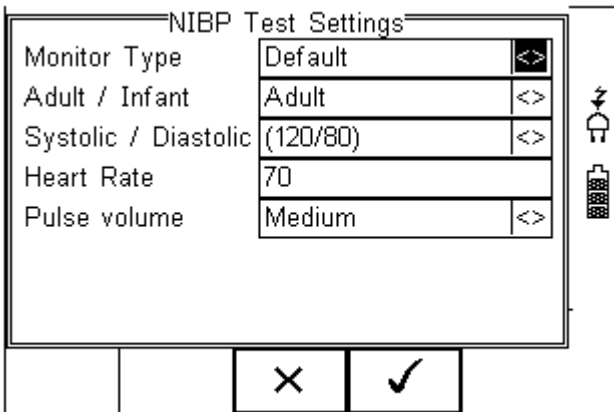 NIBP Test Settings
Monitor Type Default <>
Adult / Infant Adult <>
Systolic / Diastolic (120/80) <>
Heart Rate 70
Pulse volume Medium <>